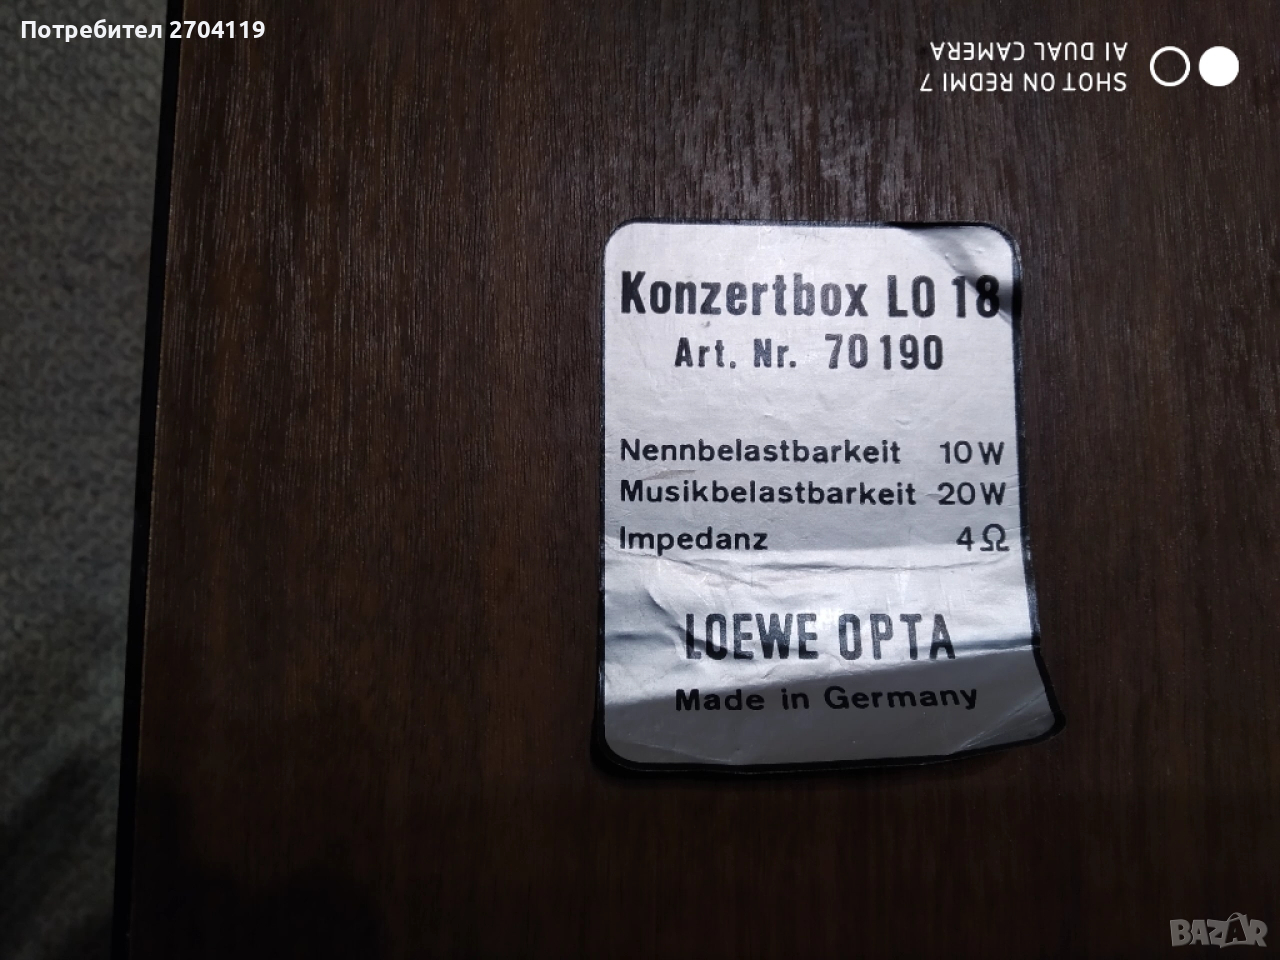 Потребител 2704119
SHOT ON REDMI 7
AI DUAL CAMERA
Konzertbox LO 18
Art. Nr. 70190
Nennbelastbarkeit 10W
Musikbelastbarkeit 20W
Impedanz 4Ω
LOEWE OPTA
Made in Germany
BAZAR